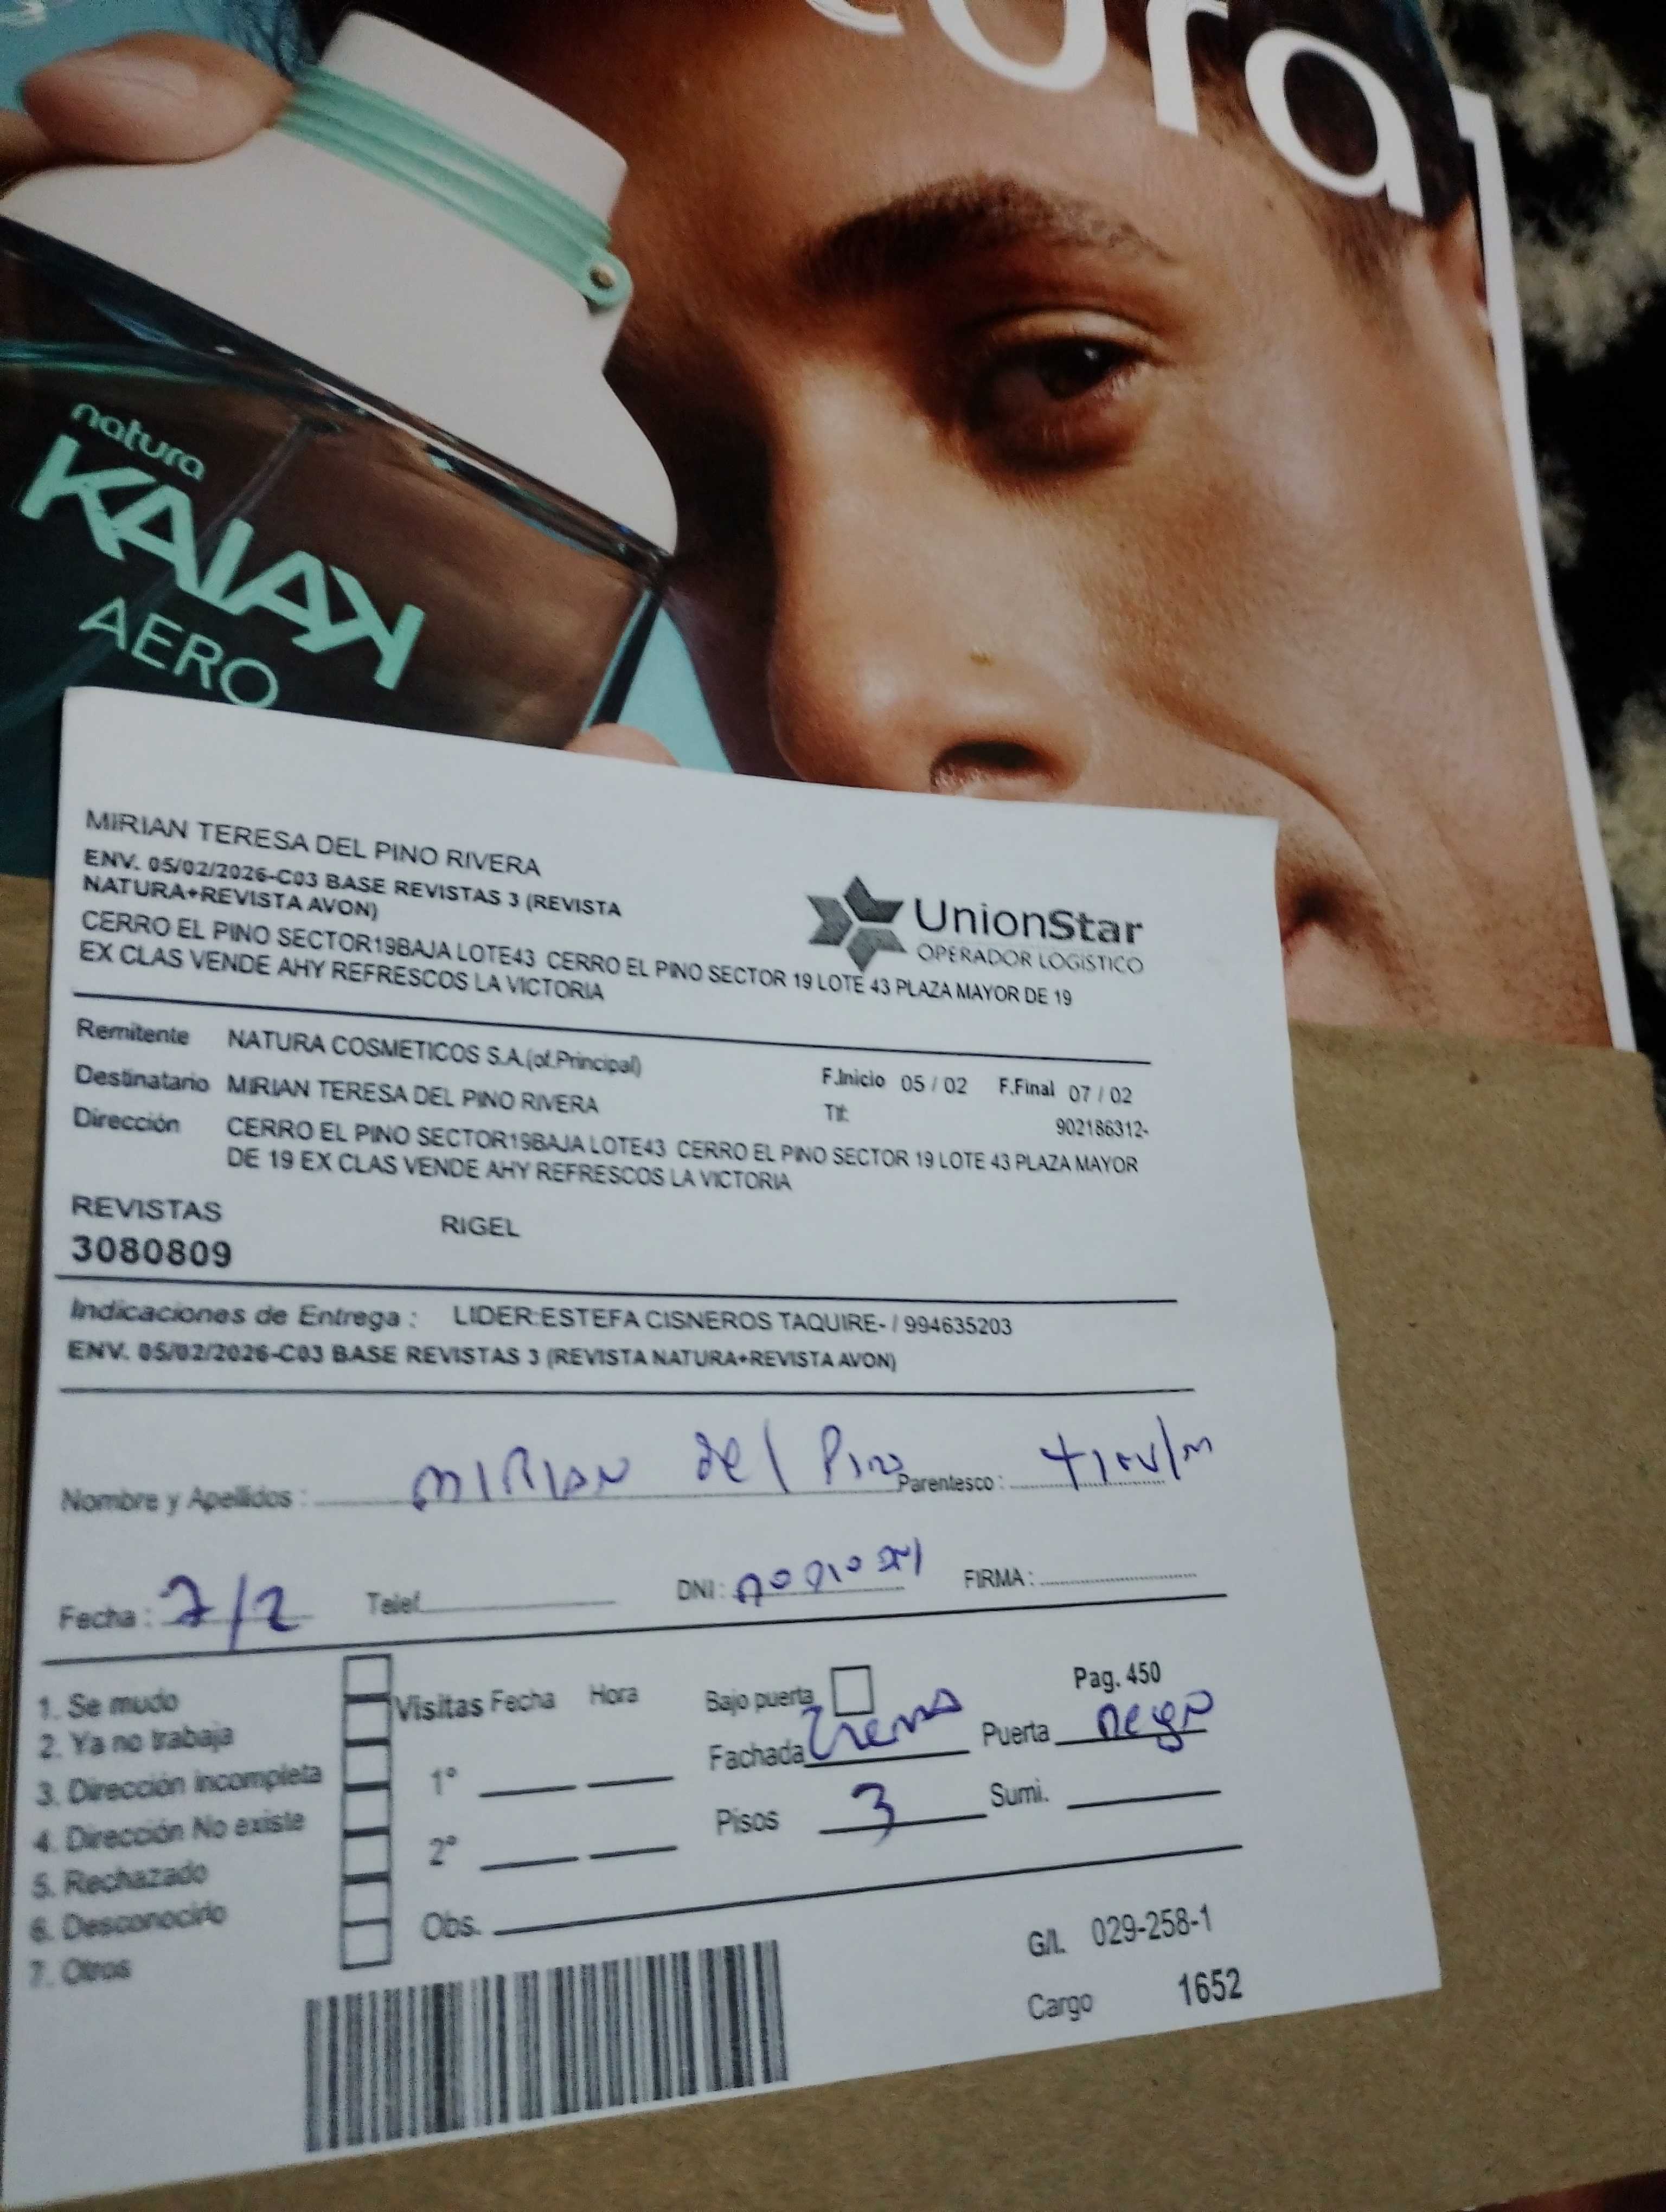 natura
KAIAK
AERO
MIRIAN TERESA DEL PINO RIVERA
ENV. 05/02/2026-C03 BASE REVISTAS 3 (REVISTA
NATURA+REVISTA AVON)
CERRO EL PINO SECTOR19BAJA LOTE43 CERRO EL PINO SECTOR 19 LOTE 43 PLAZA MAYOR DE 19
EX CLAS VENDE AHY REFRESCOS LA VICTORIA
UnionStar
OPERADOR LOGISTICO
Remitente NATURA COSMETICOS S.A.(of.Principal)
F.Inicio 05 / 02 F.Final 07 / 02
Destinatario MIRIAN TERESA DEL PINO RIVERA
Tlf: 902186312-
Dirección CERRO EL PINO SECTOR19BAJA LOTE43 CERRO EL PINO SECTOR 19 LOTE 43 PLAZA MAYOR
DE 19 EX CLAS VENDE AHY REFRESCOS LA VICTORIA
REVISTAS RIGEL
3080809
Indicaciones de Entrega : LIDER:ESTEFA CISNEROS TAQUIRE- / 994635203
ENV. 05/02/2026-C03 BASE REVISTAS 3 (REVISTA NATURA+REVISTA AVON)
Nombre y Apellidos : MIRIAN del Pino Parentesco :
Fecha : 7/2 Telef. DNI : FIRMA :
1. Se mudo
2. Ya no trabaja
3. Dirección incompleta
4. Dirección No existe
5. Rechazado
6. Desconocido
7. Otros
Visitas Fecha Hora
1°
2°
Obs.
Bajo puerta Pag. 450
Fachada Crema Puerta negro
Pisos 3 Sumi.
G/L 029-258-1
Cargo 1652